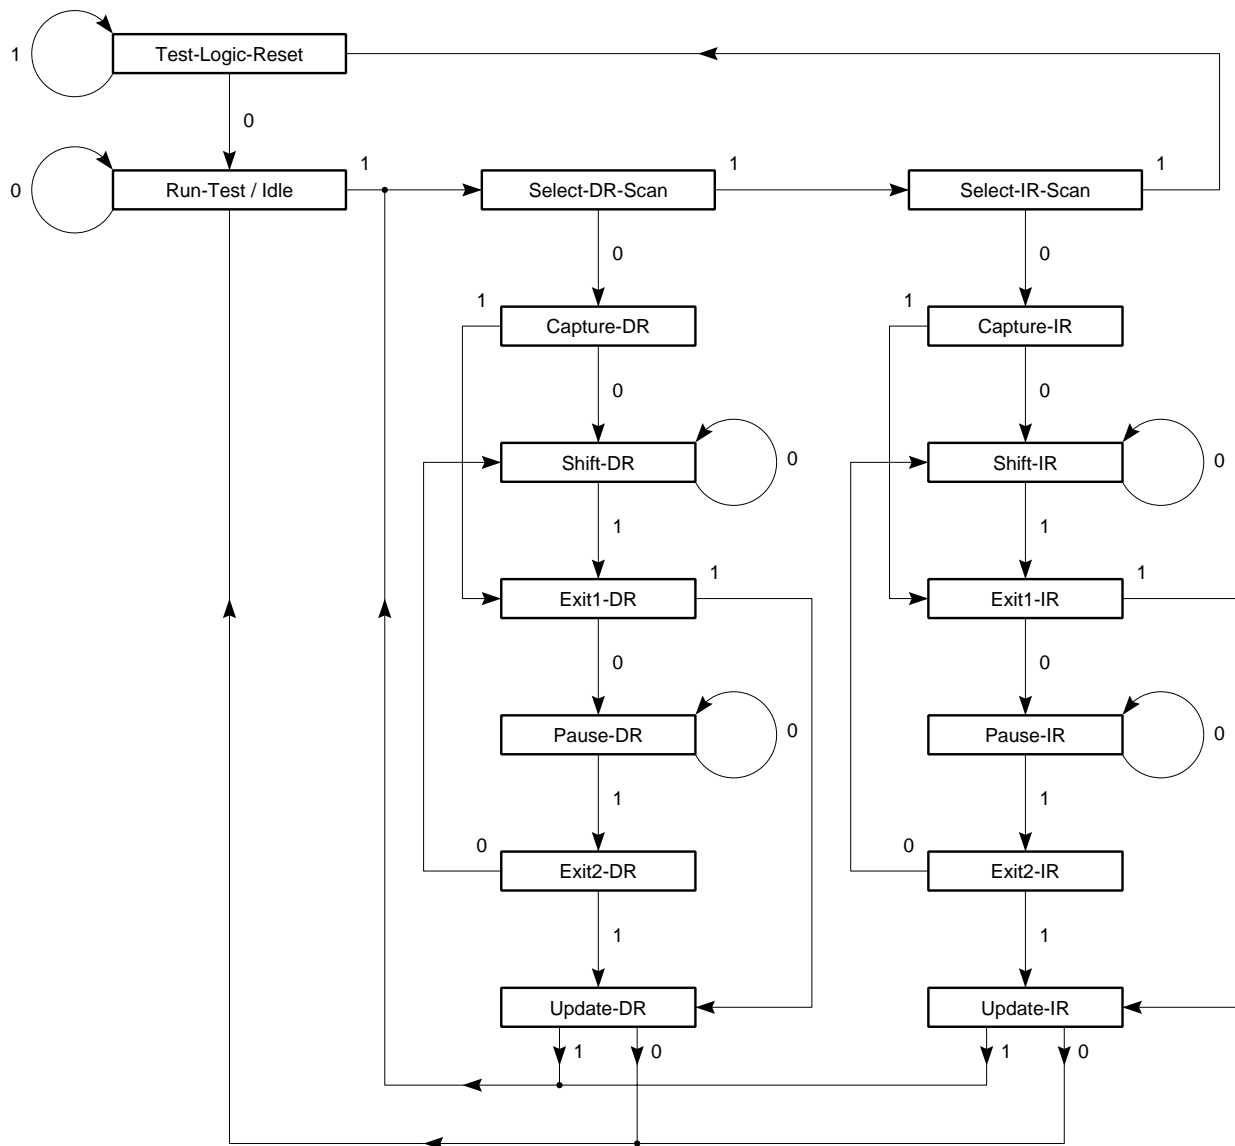 1
Test-Logic-Reset
0
0
Run-Test / Idle
1
Select-DR-Scan
1
Select-IR-Scan
1
0
0
1
Capture-DR
1
Capture-IR
0
0
Shift-DR
0
Shift-IR
0
1
1
Exit1-DR
1
Exit1-IR
1
0
0
Pause-DR
0
Pause-IR
0
1
1
0
Exit2-DR
0
Exit2-IR
1
1
Update-DR
Update-IR
1
0
1
0